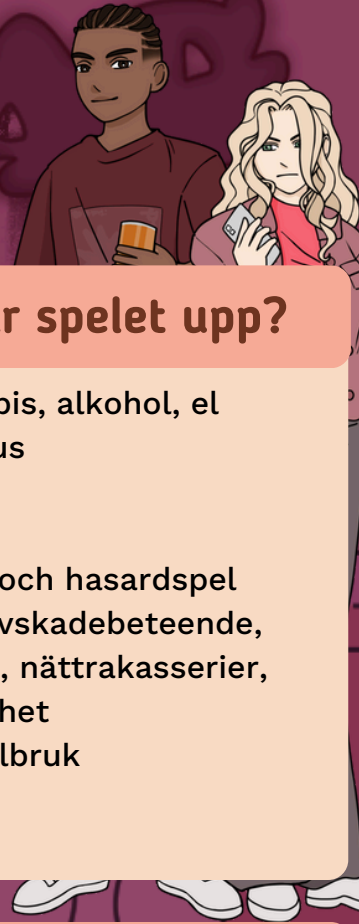 r spelet upp?
bis, alkohol, el
us
och hasardspel
vskadebeteende,
, nättrakasserier,
het
lbruk